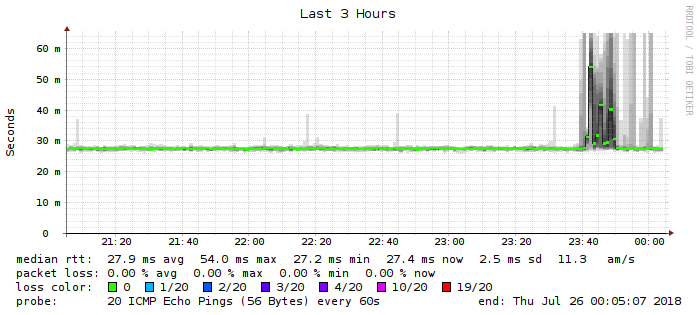 Last 3 Hours
RRDTOOL / TOBI OETIKER
Seconds
60 m
50 m
40 m
30 m
20 m
10 m
0
21:20 21:40 22:00 22:20 22:40 23:00 23:20 23:40 00:00
median rtt: 27.9 ms avg 54.0 ms max 27.2 ms min 27.4 ms now 2.5 ms sd 11.3 am/s
packet loss: 0.00 % avg 0.00 % max 0.00 % min 0.00 % now
loss color: 0 1/20 2/20 3/20 4/20 10/20 19/20
probe: 20 ICMP Echo Pings (56 Bytes) every 60s end: Thu Jul 26 00:05:07 2018